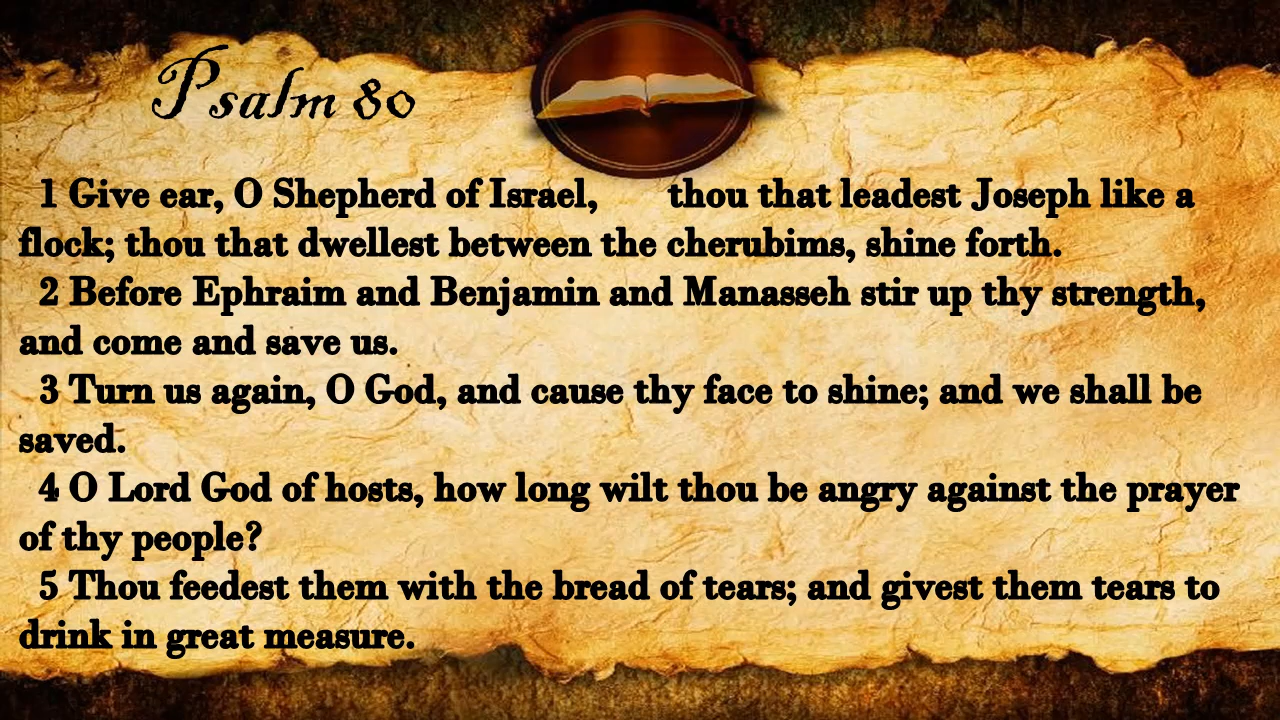 Psalm 80
1 Give ear, O Shepherd of Israel, thou that leadest Joseph like a
flock; thou that dwellest between the cherubims, shine forth.
2 Before Ephraim and Benjamin and Manasseh stir up thy strength,
and come and save us.
3 Turn us again, O God, and cause thy face to shine; and we shall be
saved.
4 O Lord God of hosts, how long wilt thou be angry against the prayer
of thy people?
5 Thou feedest them with the bread of tears; and givest them tears to
drink in great measure.